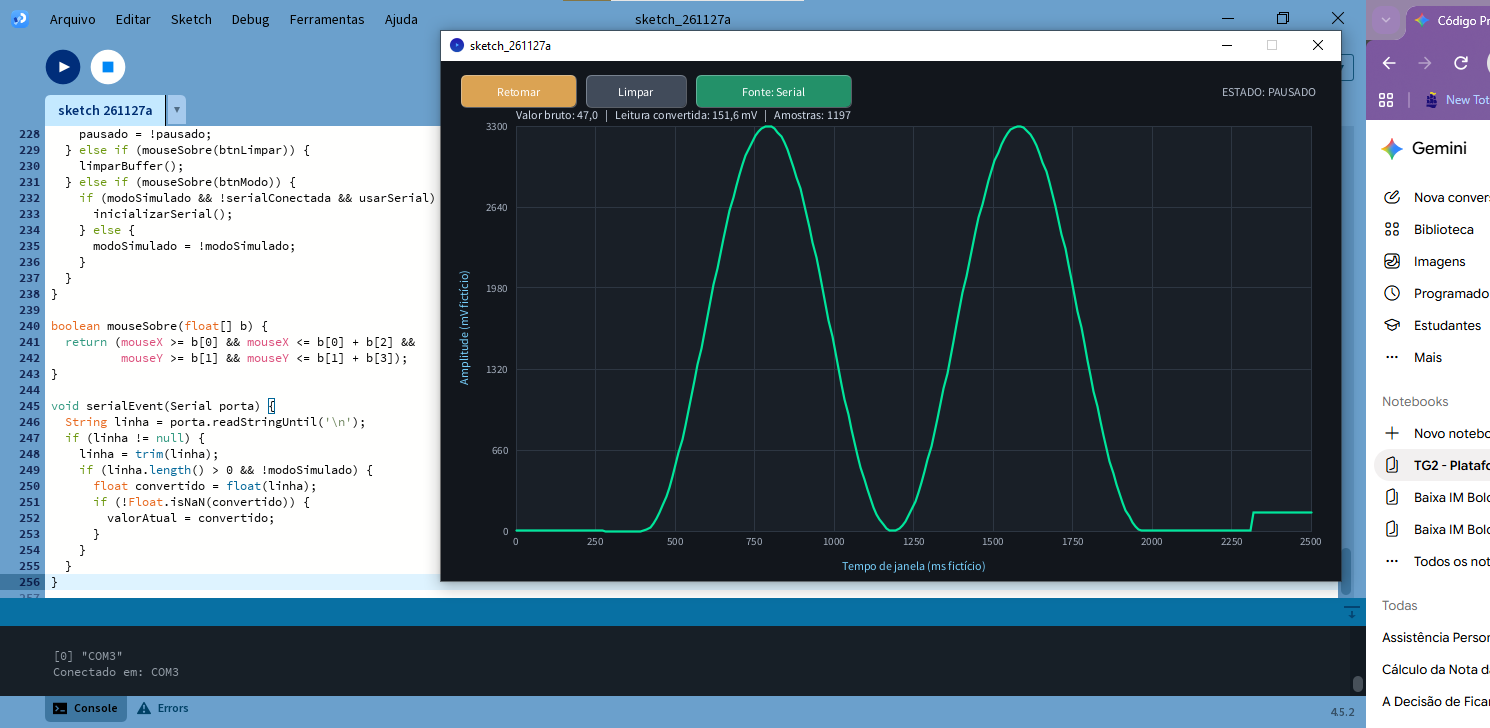 Arquivo Editar Sketch Debug Ferramentas Ajuda sketch_261127a
sketch 261127a
228 pausado = !pausado;
229 } else if (mouseSobre(btnLimpar)) {
230 limparBuffer();
231 } else if (mouseSobre(btnModo)) {
232 if (modoSimulado && !serialConectada && usarSerial)
233 inicializarSerial();
234 } else {
235 modoSimulado = !modoSimulado;
236 }
237 }
238 }
239
240 boolean mouseSobre(float[] b) {
241 return (mouseX >= b[0] && mouseX <= b[0] + b[2] &&
242 mouseY >= b[1] && mouseY <= b[1] + b[3]);
243 }
244
245 void serialEvent(Serial porta) {
246 String linha = porta.readStringUntil('\n');
247 if (linha != null) {
248 linha = trim(linha);
249 if (linha.length() > 0 && !modoSimulado) {
250 float convertido = float(linha);
251 if (!Float.isNaN(convertido)) {
252 valorAtual = convertido;
253 }
254 }
255 }
256 }
257
[0] "COM3"
Conectado em: COM3
Console Errors
4.5.2
sketch_261127a
Retomar Limpar Fonte: Serial ESTADO: PAUSADO
Valor bruto: 47,0 | Leitura convertida: 151,6 mV | Amostras: 1197
3300
2640
1980
1320
660
0
Amplitude (mV fictício)
0 250 500 750 1000 1250 1500 1750 2000 2250 2500
Tempo de janela (ms fictício)
Código Pr
New Tot
Gemini
Nova conver
Biblioteca
Imagens
Programado
Estudantes
Mais
Notebooks
Novo notebo
TG2 - Platafo
Baixa IM Bolo
Baixa IM Bolo
Todos os not
Todas
Assistência Person
Cálculo da Nota da
A Decisão de Ficar